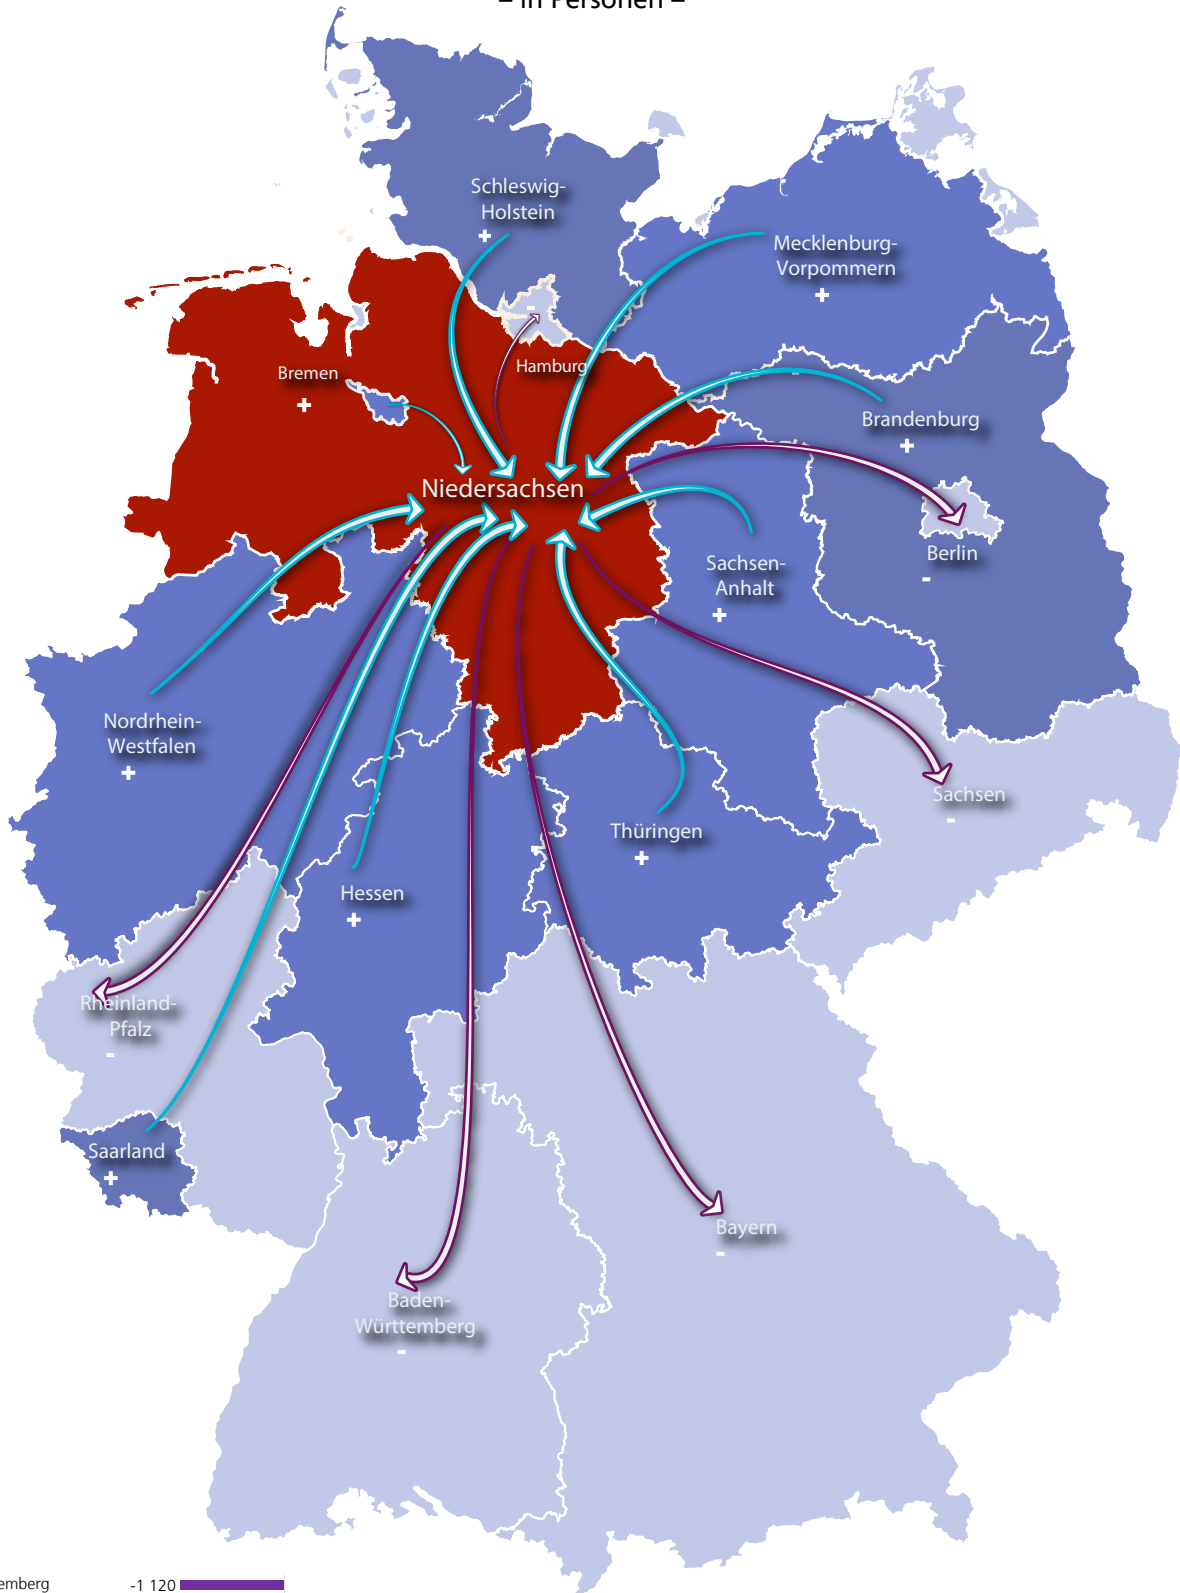 – in Personen –
Schleswig-
Holstein
+
Mecklenburg-
Vorpommern
+
-
Hamburg
Bremen
+
Brandenburg
+
Niedersachsen
Berlin
-
Sachsen-
Anhalt
+
Nordrhein-
Westfalen
+
Sachsen
-
Thüringen
+
Hessen
+
Rheinland-
Pfalz
-
Saarland
+
Bayern
-
Baden-
Württemberg
-
emberg -1 120